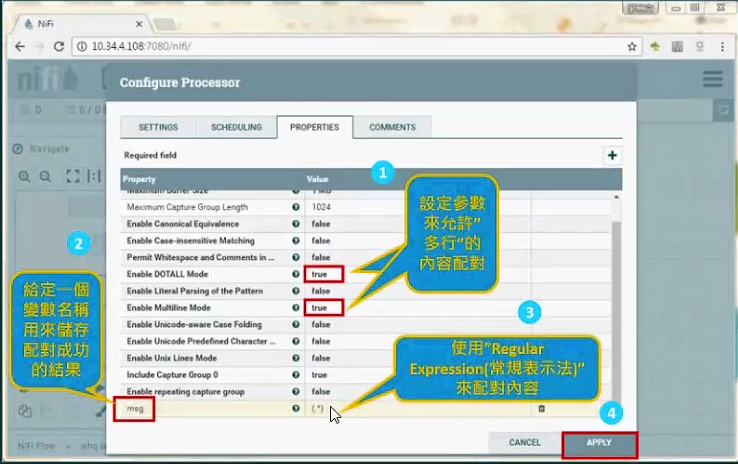 NiFi
10.34.4.108:7080/nifi/
nifi
0
Configure Processor
SETTINGS
SCHEDULING
PROPERTIES
COMMENTS
Navigate
Required field
1
Property
Value
Maximum Buffer Size
1 MB
Maximum Capture Group Length
1024
Enable Canonical Equivalence
false
Enable Case-insensitive Matching
false
Permit Whitespace and Comments in ...
false
Enable DOTALL Mode
true
Enable Literal Parsing of the Pattern
false
Enable Multiline Mode
true
Enable Unicode-aware Case Folding
false
Enable Unicode Predefined Character ...
false
Enable Unix Lines Mode
false
Include Capture Group 0
true
Enable repeating capture group
false
msg
(.*)
設定參數
來允許"
多行"的
內容配對
2
給定一個
變數名稱
用來儲存
配對成功
的結果
3
使用"Regular
Expression(常規表示法)"
來配對內容
4
CANCEL
APPLY
NiFi Flow